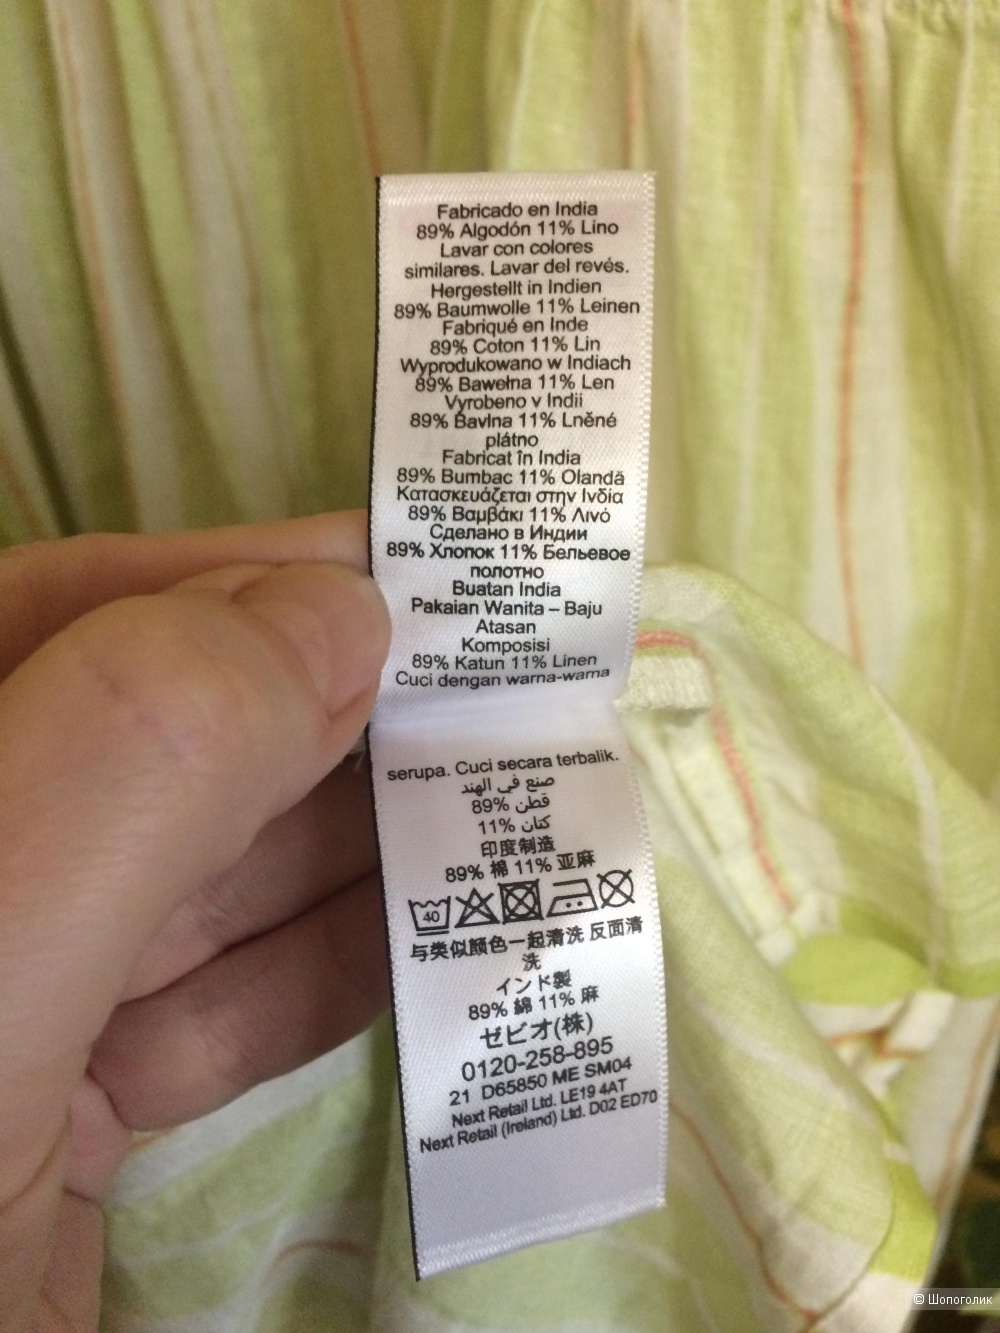 Fabricado en India
89% Algodón 11% Lino
Lavar con colores
similares. Lavar del revés.
Hergestellt in Indien
89% Baumwolle 11% Leinen
Fabriqué en Inde
89% Coton 11% Lin
Wyprodukowano w Indiach
89% Bawełna 11% Len
Vyrobeno v Indii
89% Bavlna 11% Lněné
plátno
Fabricat în India
89% Bumbac 11% Olandă
Κατασκευάζεται στην Ινδία
89% Βαμβάκι 11% Λινό
Сделано в Индии
89% Хлопок 11% Бельевое
полотно
Buatan India
Pakaian Wanita – Baju
Atasan
Komposisi
89% Katun 11% Linen
Cuci dengan warna-warna
serupa. Cuci secara terbalik.
صنع في الهند
89% قطن
11% كتان
印度制造
89% 棉 11% 亚麻
40
与类似颜色一起清洗 反面清
洗
インド製
89% 綿 11% 麻
ゼビオ(株)
0120-258-895
21 D65850 ME SM04
Next Retail Ltd. LE19 4AT
Next Retail (Ireland) Ltd. D02 ED70
© Шопоголик